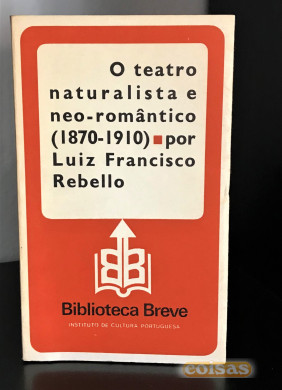 O teatro
naturalista e
neo-romântico
(1870-1910) ■ por
Luiz Francisco
Rebello
Biblioteca Breve
INSTITUTO DE CULTURA PORTUGUESA
coisas